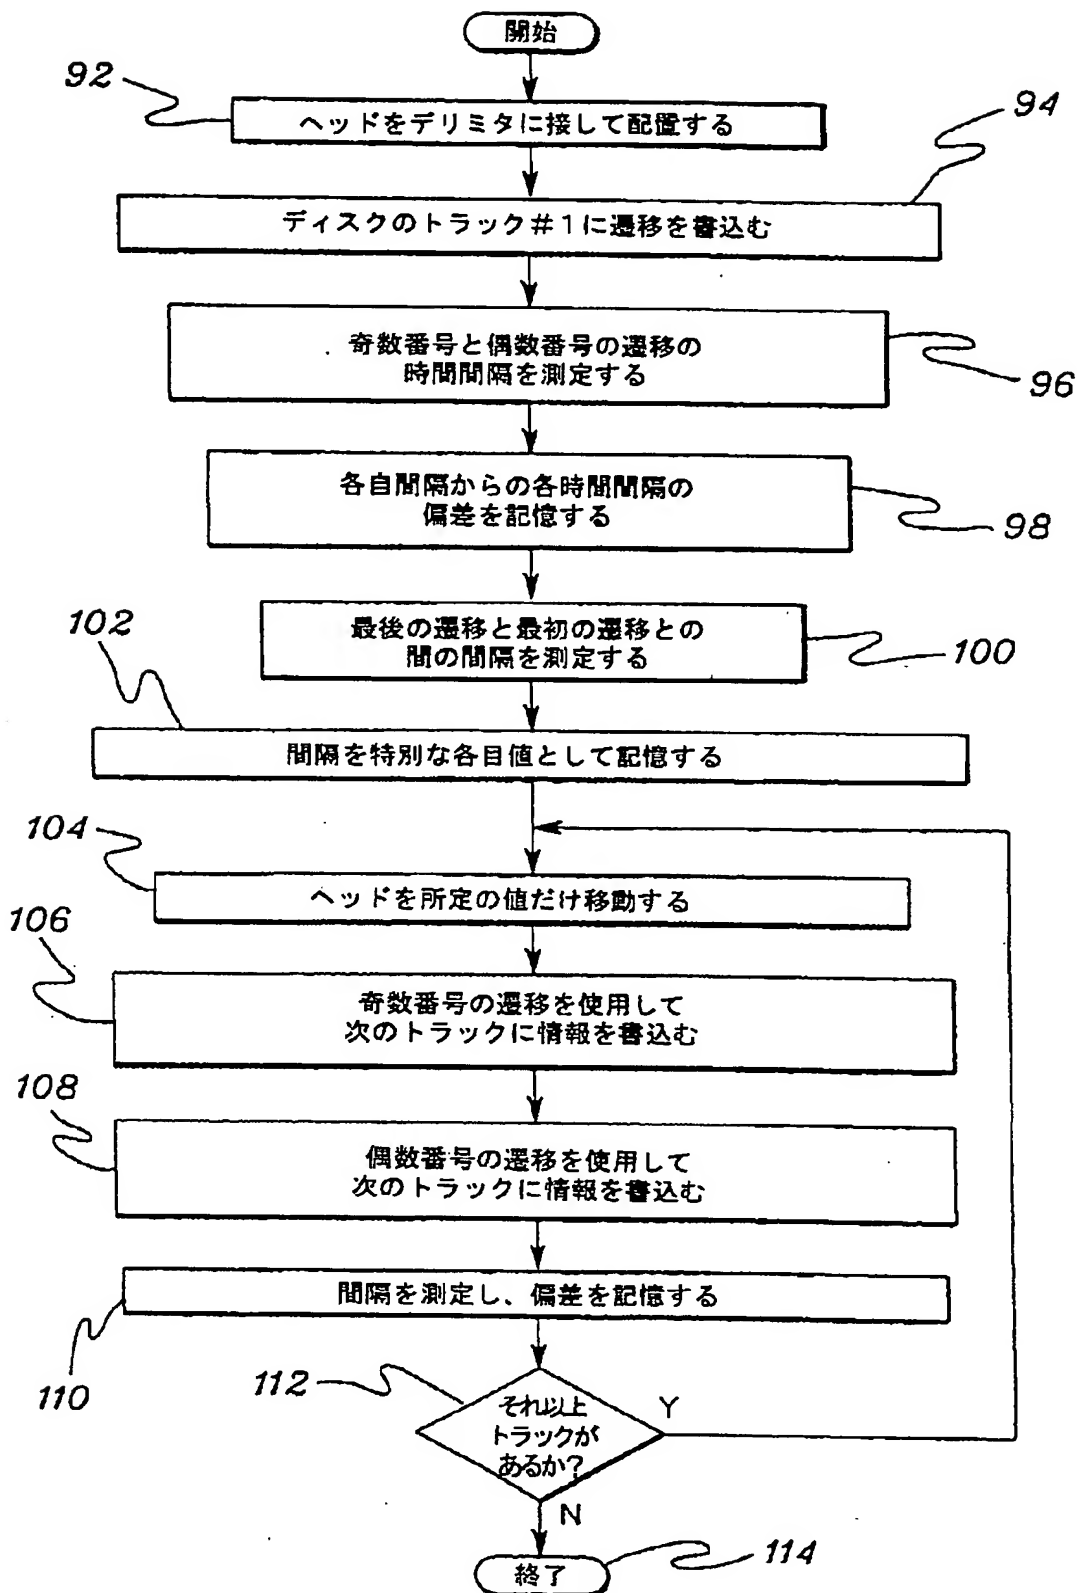 開始
92
ヘッドをデリミタに接して配置する
94
ディスクのトラック#1に遷移を書込む
奇数番号と偶数番号の遷移の
時間間隔を測定する
96
各自間隔からの各時間間隔の
偏差を記憶する
98
最後の遷移と最初の遷移との
間の間隔を測定する
100
102
間隔を特別な各目値として記憶する
104
ヘッドを所定の値だけ移動する
106
奇数番号の遷移を使用して
次のトラックに情報を書込む
108
偶数番号の遷移を使用して
次のトラックに情報を書込む
110
間隔を測定し、偏差を記憶する
112
それ以上
トラックが
あるか?
Y
N
終了
114